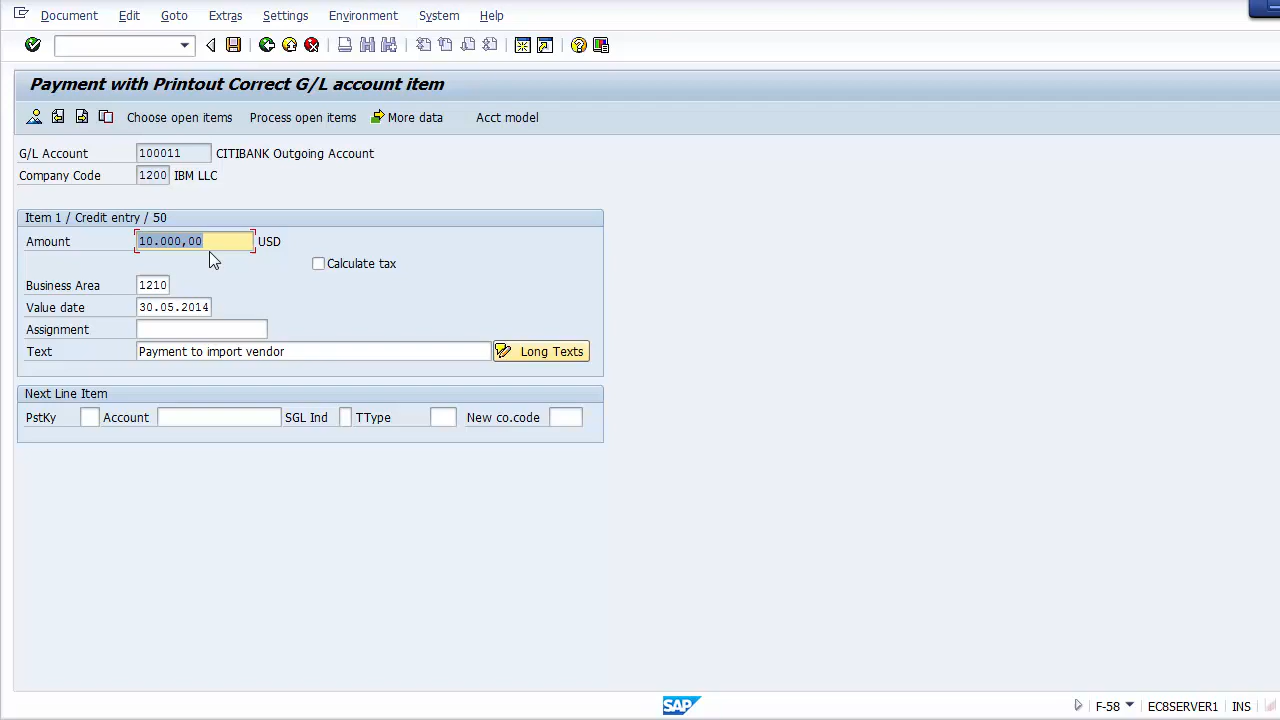 Document Edit Goto Extras Settings Environment System Help
Payment with Printout Correct G/L account item
Choose open items Process open items More data Acct model
G/L Account 100011 CITIBANK Outgoing Account
Company Code 1200 IBM LLC
Item 1 / Credit entry / 50
Amount 10.000,00 USD
Calculate tax
Business Area 1210
Value date 30.05.2014
Assignment
Text Payment to import vendor Long Texts
Next Line Item
PstKy Account SGL Ind TType New co.code
SAP F-58 EC8SERVER1 INS